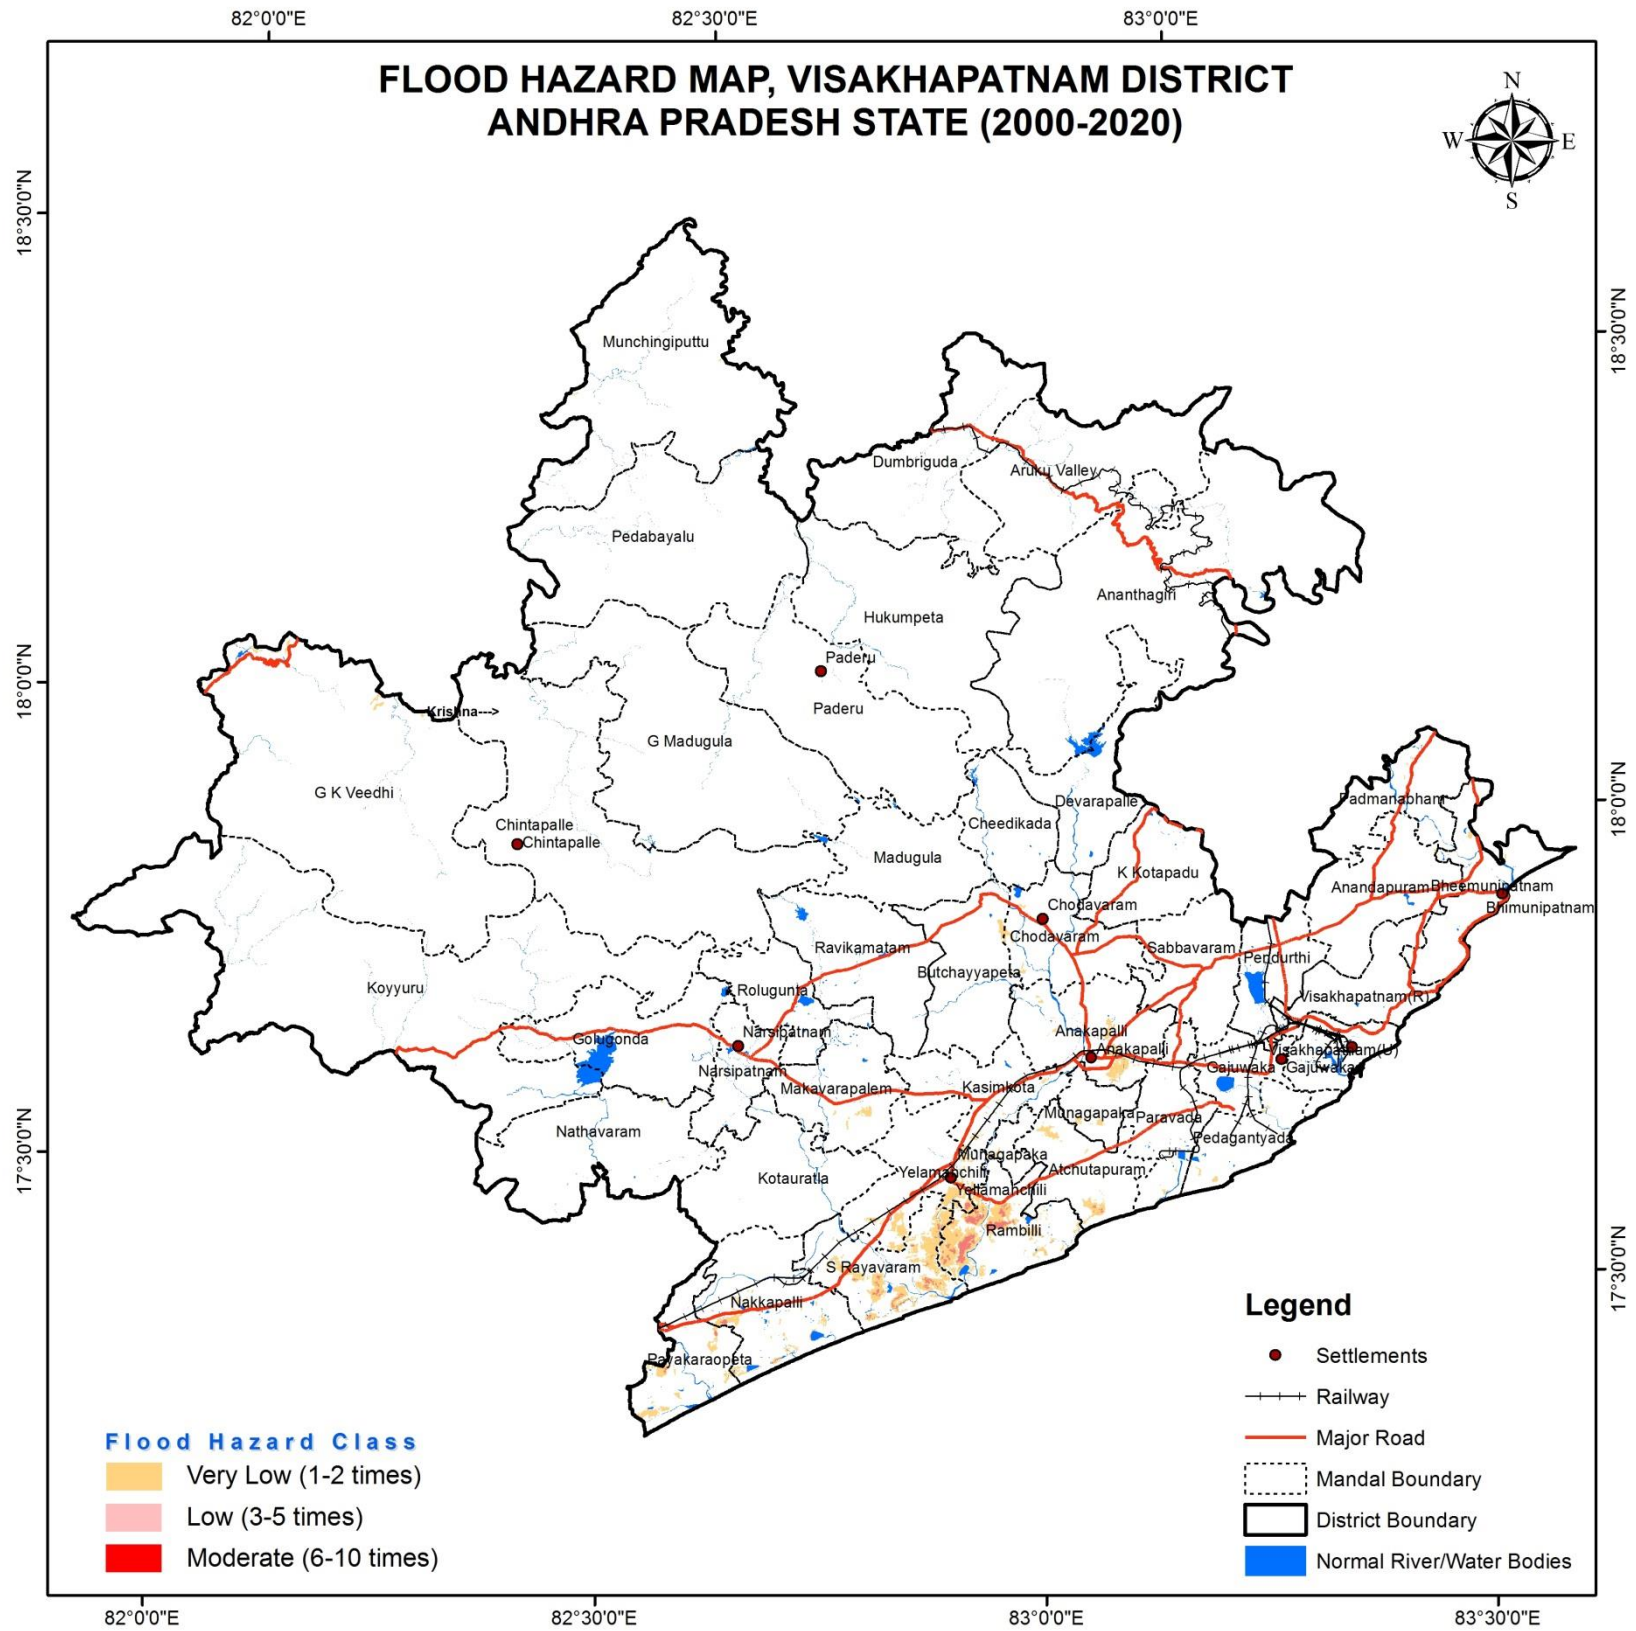 82°0'0"E
82°30'0"E
83°0'0"E
FLOOD HAZARD MAP, VISAKHAPATNAM DISTRICT
ANDHRA PRADESH STATE (2000-2020)
N
W
E
S
18°30'0"N
18°30'0"N
Munchingiputtu
Dumbriguda
Aruku Valley
Pedabayalu
Ananthagiri
Hukumpeta
Paderu
18°0'0"N
Paderu
Krishna--->
G Madugula
G K Veedhi
18°0'0"N
Padmanabham
Devarapalle
Cheedikada
Chintapalle
Chintapalle
Madugula
K Kotapadu
Anandapuram
Bheemunipatnam
Bhimunipatnam
Chodavaram
Chodavaram
Ravikamatam
Sabbavaram
Pendurthi
Butchayyapeta
Koyyuru
Rolugunta
Visakhapatnam(R)
Narsipatnam
Anakapalli
Golugonda
Anakapalli
Visakhapatnam(U)
Narsipatnam
Gajuwaka
Gajuwaka
Makavarapalem
Kasimkota
Munagapaka
Paravada
Nathavaram
Pedagantyada
17°30'0"N
Munagapaka
Kotauratla
Yelamanchili
Atchutapuram
Yellamanchili
Rambilli
S Rayavaram
17°30'0"N
Nakkapalli
Payakaraopeta
Legend
Settlements
Railway
Major Road
Mandal Boundary
District Boundary
Normal River/Water Bodies
Flood Hazard Class
Very Low (1-2 times)
Low (3-5 times)
Moderate (6-10 times)
82°0'0"E
82°30'0"E
83°0'0"E
83°30'0"E